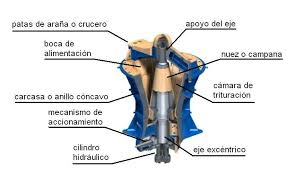 patas de araña o crucero
apoyo del eje
boca de
alimentación
nuez o campana
cámara de
trituración
carcasa o anillo cóncavo
mecanismo de
accionamiento
cilindro
hidráulico
eje excéntrico